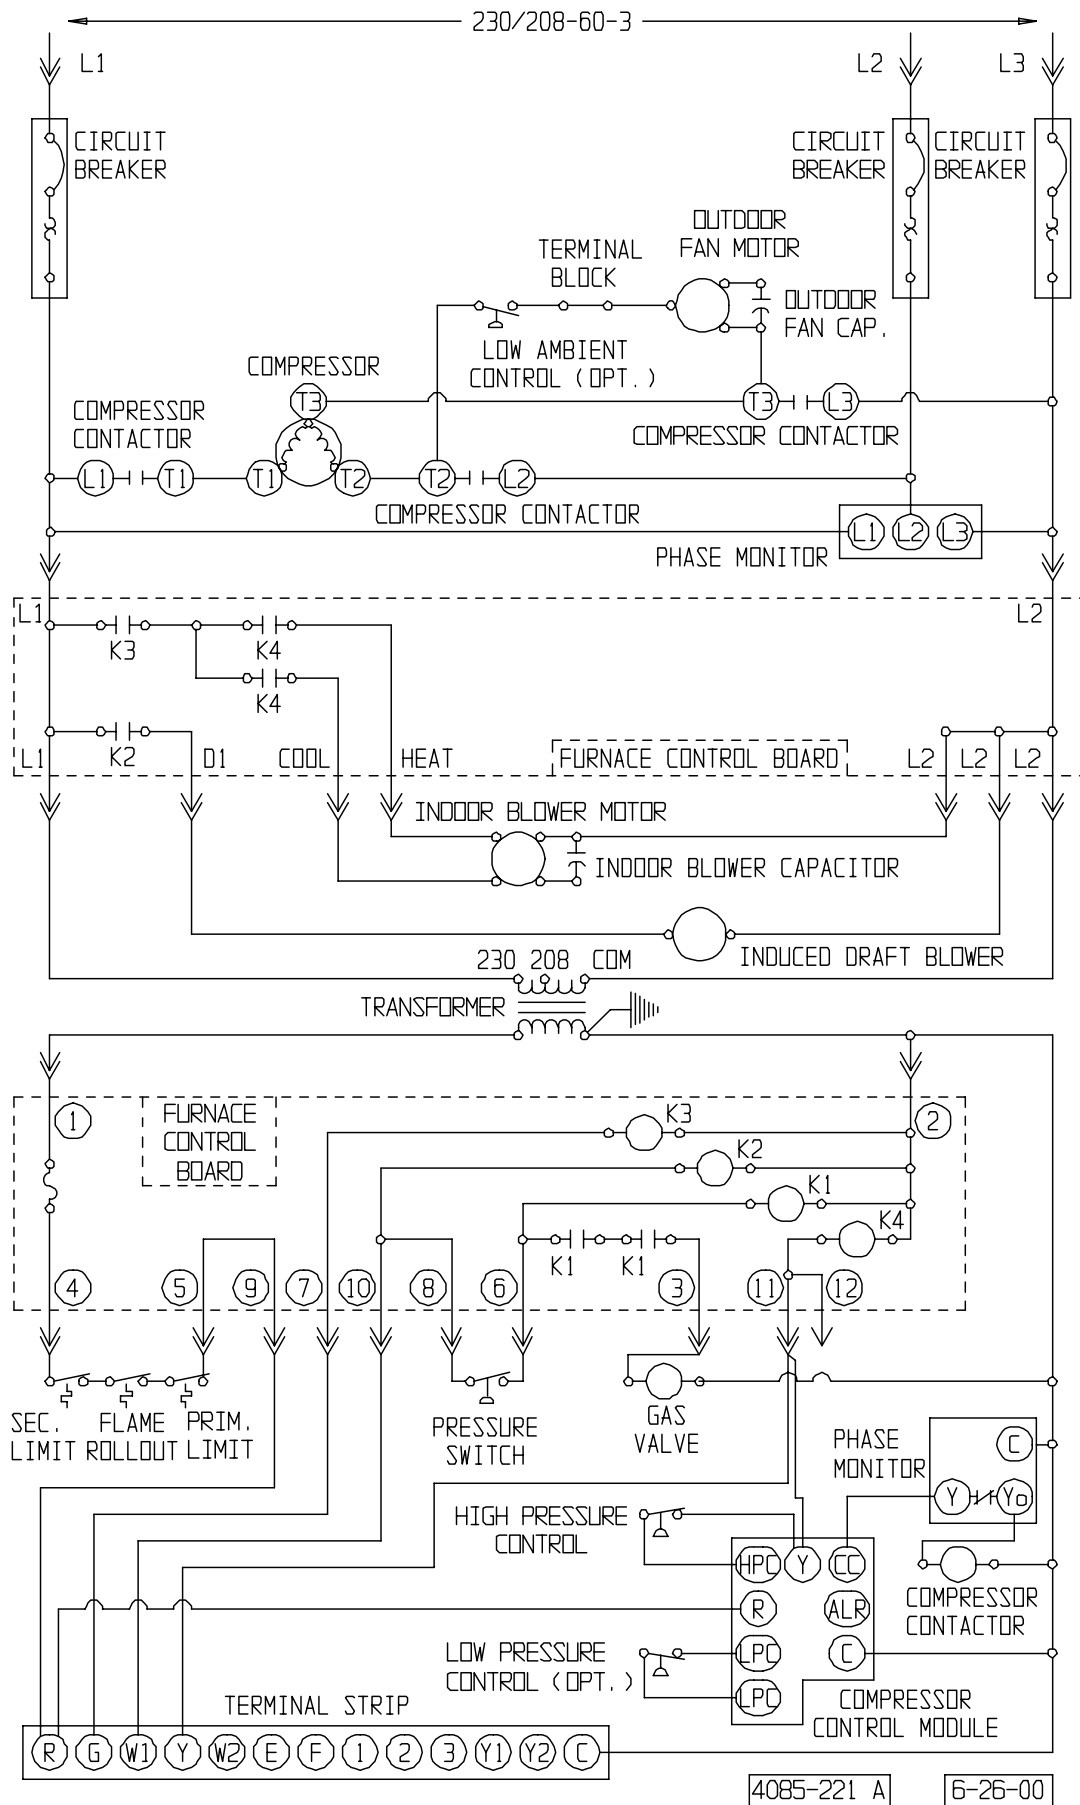 230/208-60-3
L1
L2
L3
CIRCUIT
BREAKER
CIRCUIT
BREAKER
CIRCUIT
BREAKER
OUTDOOR
FAN MOTOR
TERMINAL
BLOCK
OUTDOOR
FAN CAP.
LOW AMBIENT
CONTROL (OPT.)
COMPRESSOR
T3
T3
L3
COMPRESSOR
CONTACTOR
COMPRESSOR CONTACTOR
L1
T1
T1
T2
T2
L2
COMPRESSOR CONTACTOR
L1
L2
L3
PHASE MONITOR
L1
L2
K3
K4
K4
L1
K2
D1
COOL
HEAT
FURNACE CONTROL BOARD
L2
L2
L2
INDOOR BLOWER MOTOR
INDOOR BLOWER CAPACITOR
INDUCED DRAFT BLOWER
230 208 COM
TRANSFORMER
1
FURNACE
CONTROL
BOARD
K3
2
K2
K1
K4
K1
K1
4
5
9
7
10
8
6
3
11
12
SEC.
LIMIT
FLAME
ROLLOUT
PRIM.
LIMIT
PRESSURE
SWITCH
GAS
VALVE
PHASE
MONITOR
C
Y
Yo
HIGH PRESSURE
CONTROL
HPC
Y
CC
COMPRESSOR
CONTACTOR
R
ALR
LOW PRESSURE
CONTROL (OPT.)
LPC
C
LPC
COMPRESSOR
CONTROL MODULE
TERMINAL STRIP
R G W1 Y W2 E F 1 2 3 Y1 Y2 C
4085-221 A
6-26-00